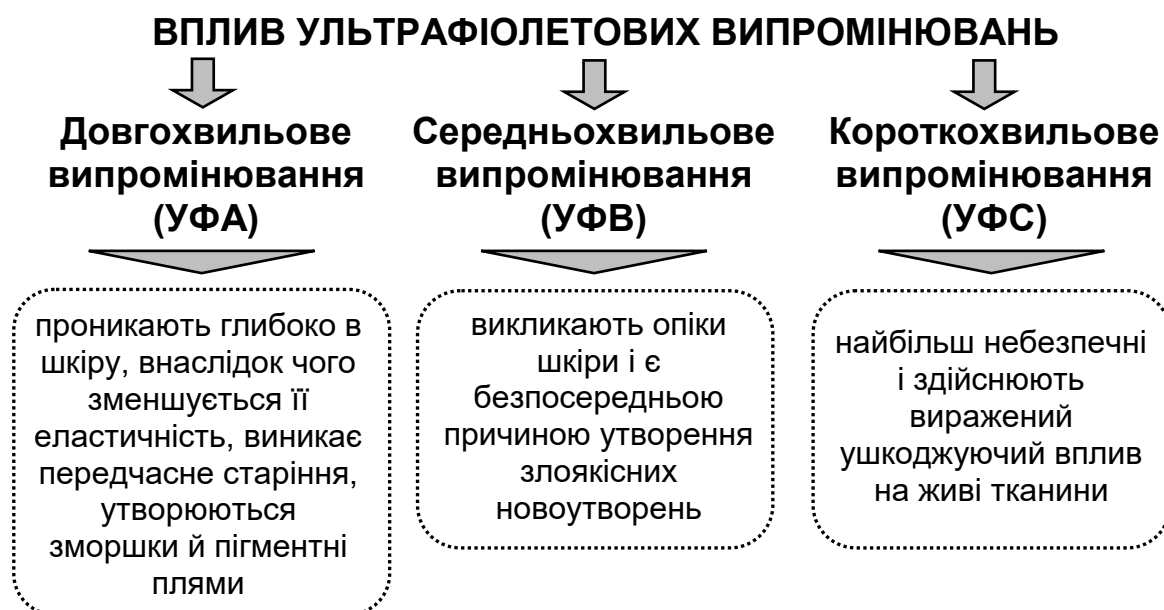 ВПЛИВ УЛЬТРАФІОЛЕТОВИХ ВИПРОМІНЮВАНЬ
Довгохвильове
випромінювання
(УФА)
Середньохвильове
випромінювання
(УФВ)
Короткохвильове
випромінювання
(УФС)
проникають глибоко в
шкіру, внаслідок чого
зменшується її
еластичність, виникає
передчасне старіння,
утворюються
зморшки й пігментні
плями
викликають опіки
шкіри і є
безпосередньою
причиною утворення
злоякісних
новоутворень
найбільш небезпечні
і здійснюють
виражений
ушкоджуючий вплив
на живі тканини